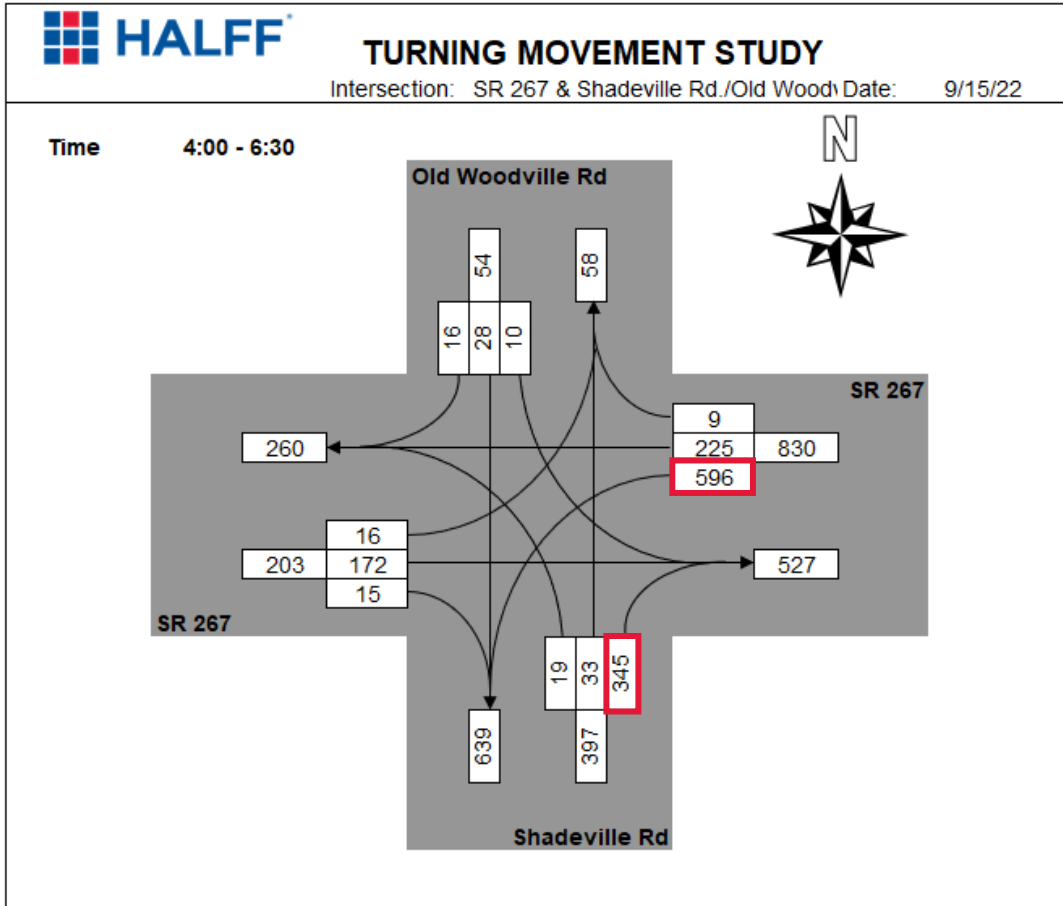 HALFF
TURNING MOVEMENT STUDY
Intersection: SR 267 & Shadeville Rd./Old Woodv Date: 9/15/22
Time 4:00 - 6:30
N
Old Woodville Rd
54
58
16 28 10
SR 267
9
260
225 830
596
16
203 172
527
15
SR 267
19 33 345
639
397
Shadeville Rd